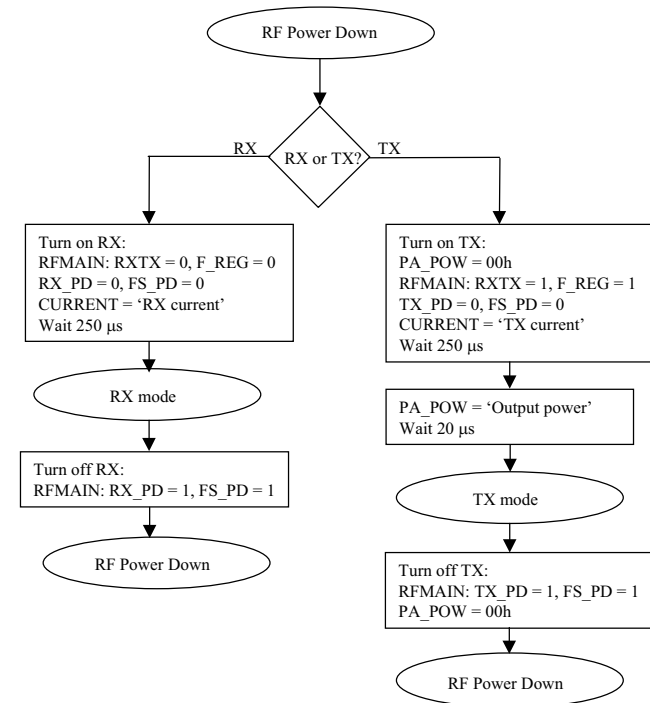 RF Power Down
RX
RX or TX?
TX
Turn on RX:
RFMAIN: RXTX = 0, F_REG = 0
RX_PD = 0, FS_PD = 0
CURRENT = ‘RX current’
Wait 250 µs
RX mode
Turn off RX:
RFMAIN: RX_PD = 1, FS_PD = 1
RF Power Down
Turn on TX:
PA_POW = 00h
RFMAIN: RXTX = 1, F_REG = 1
TX_PD = 0, FS_PD = 0
CURRENT = ‘TX current’
Wait 250 µs
PA_POW = ‘Output power’
Wait 20 µs
TX mode
Turn off TX:
RFMAIN: TX_PD = 1, FS_PD = 1
PA_POW = 00h
RF Power Down